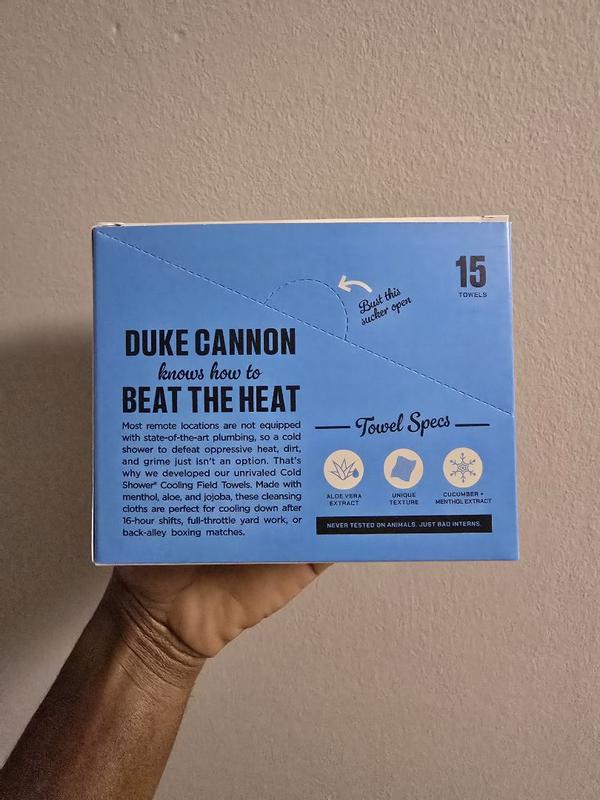 15
TOWELS
Bust this
sucker open
DUKE CANNON
knows how to
BEAT THE HEAT
Most remote locations are not equipped
with state-of-the-art plumbing, so a cold
shower to defeat oppressive heat, dirt,
and grime just isn't an option. That's
why we developed our unrivaled Cold
Shower® Cooling Field Towels. Made with
menthol, aloe, and jojoba, these cleansing
cloths are perfect for cooling down after
16-hour shifts, full-throttle yard work, or
back-alley boxing matches.
Towel Specs
ALOE VERA
EXTRACT
UNIQUE
TEXTURE
CUCUMBER +
MENTHOL EXTRACT
NEVER TESTED ON ANIMALS. JUST BAD INTERNS.